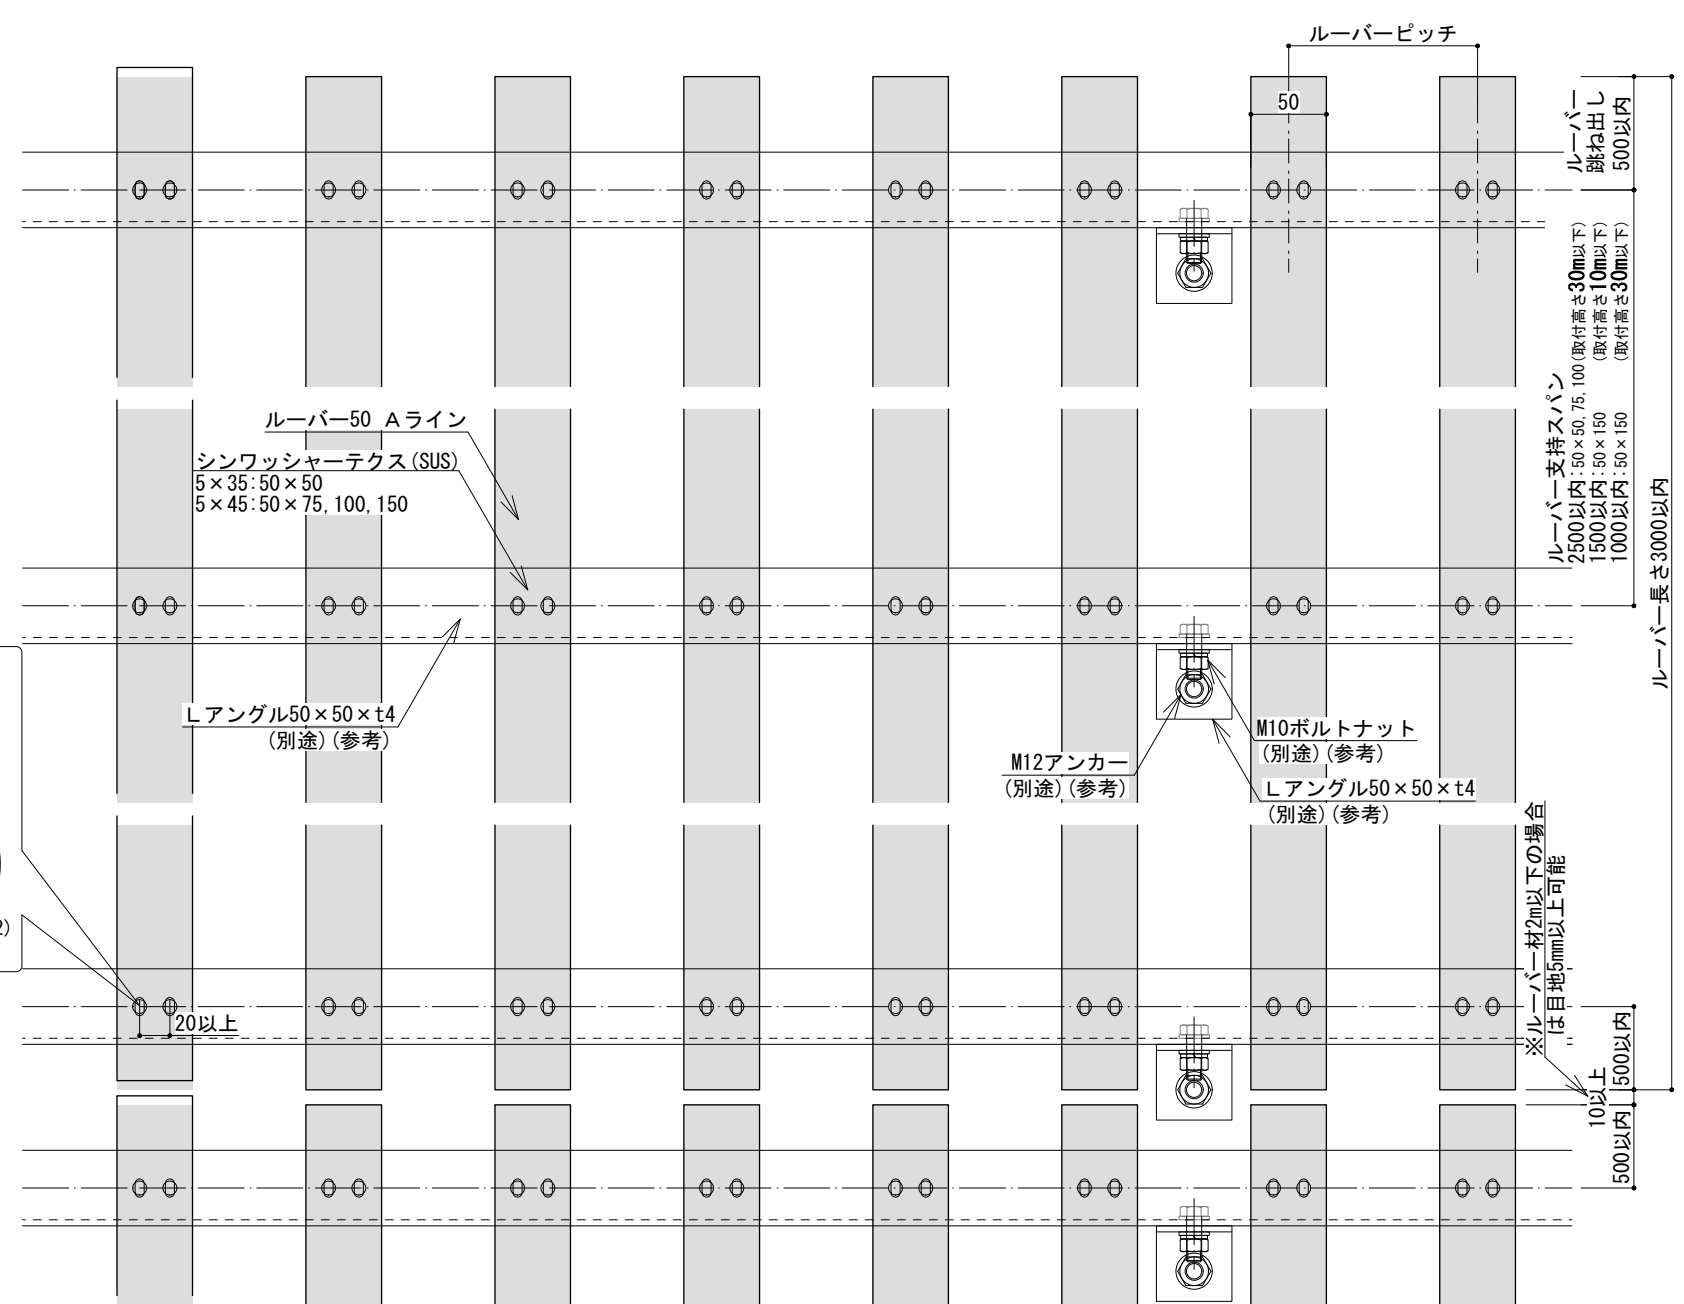 ルーバーピッチ
50
ルーバー
跳ね出し
500以内
ルーバー支持スパン
2500以内:50×50,75,100(取付高さ30m以下)
1500以内:50×150 (取付高さ10m以下)
1000以内:50×150 (取付高さ30m以下)
ルーバー長さ3000以内
ルーバー50 Aライン
シンワッシャーテクス(SUS)
5×35:50×50
5×45:50×75,100,150
Lアングル50×50×t4
(別途)(参考)
M10ボルトナット
(別途)(参考)
M12アンカー
(別途)(参考)
Lアングル50×50×t4
(別途)(参考)
※ルーバー材2m以下の場合
は目地5mm以上可能
2)
20以上
500以内
10以上
500以内